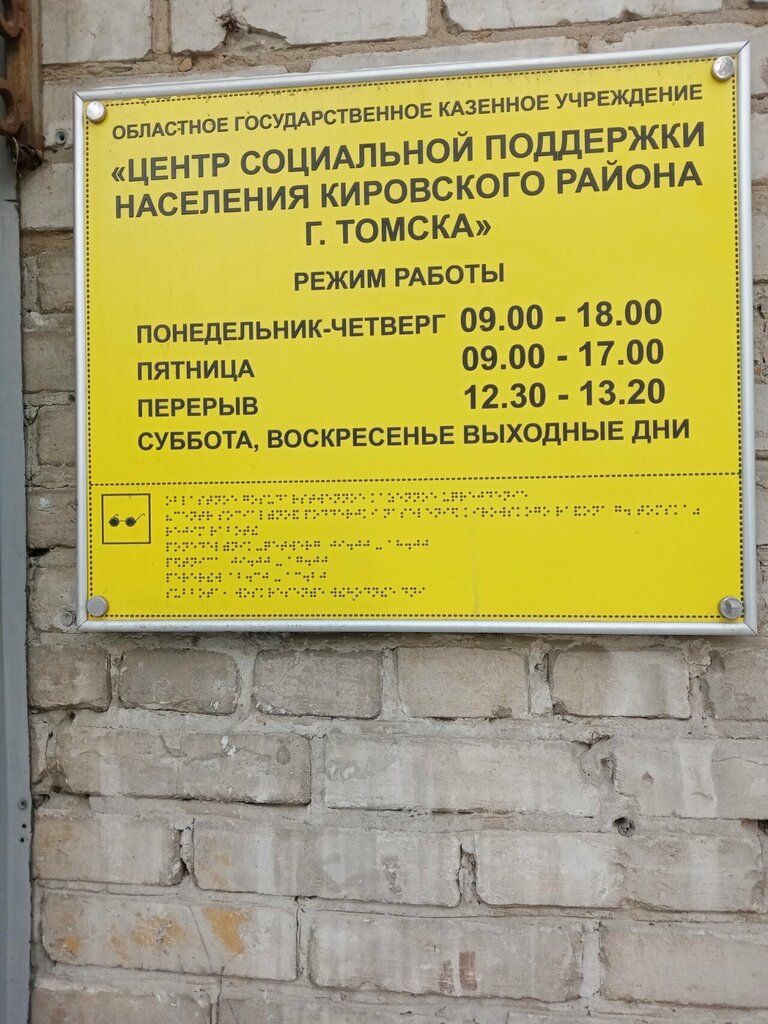 ОБЛАСТНОЕ ГОСУДАРСТВЕННОЕ КАЗЕННОЕ УЧРЕЖДЕНИЕ
«ЦЕНТР СОЦИАЛЬНОЙ ПОДДЕРЖКИ
НАСЕЛЕНИЯ КИРОВСКОГО РАЙОНА
Г. ТОМСКА»
РЕЖИМ РАБОТЫ
ПОНЕДЕЛЬНИК-ЧЕТВЕРГ 09.00 - 18.00
ПЯТНИЦА 09.00 - 17.00
ПЕРЕРЫВ 12.30 - 13.20
СУББОТА, ВОСКРЕСЕНЬЕ ВЫХОДНЫЕ ДНИ